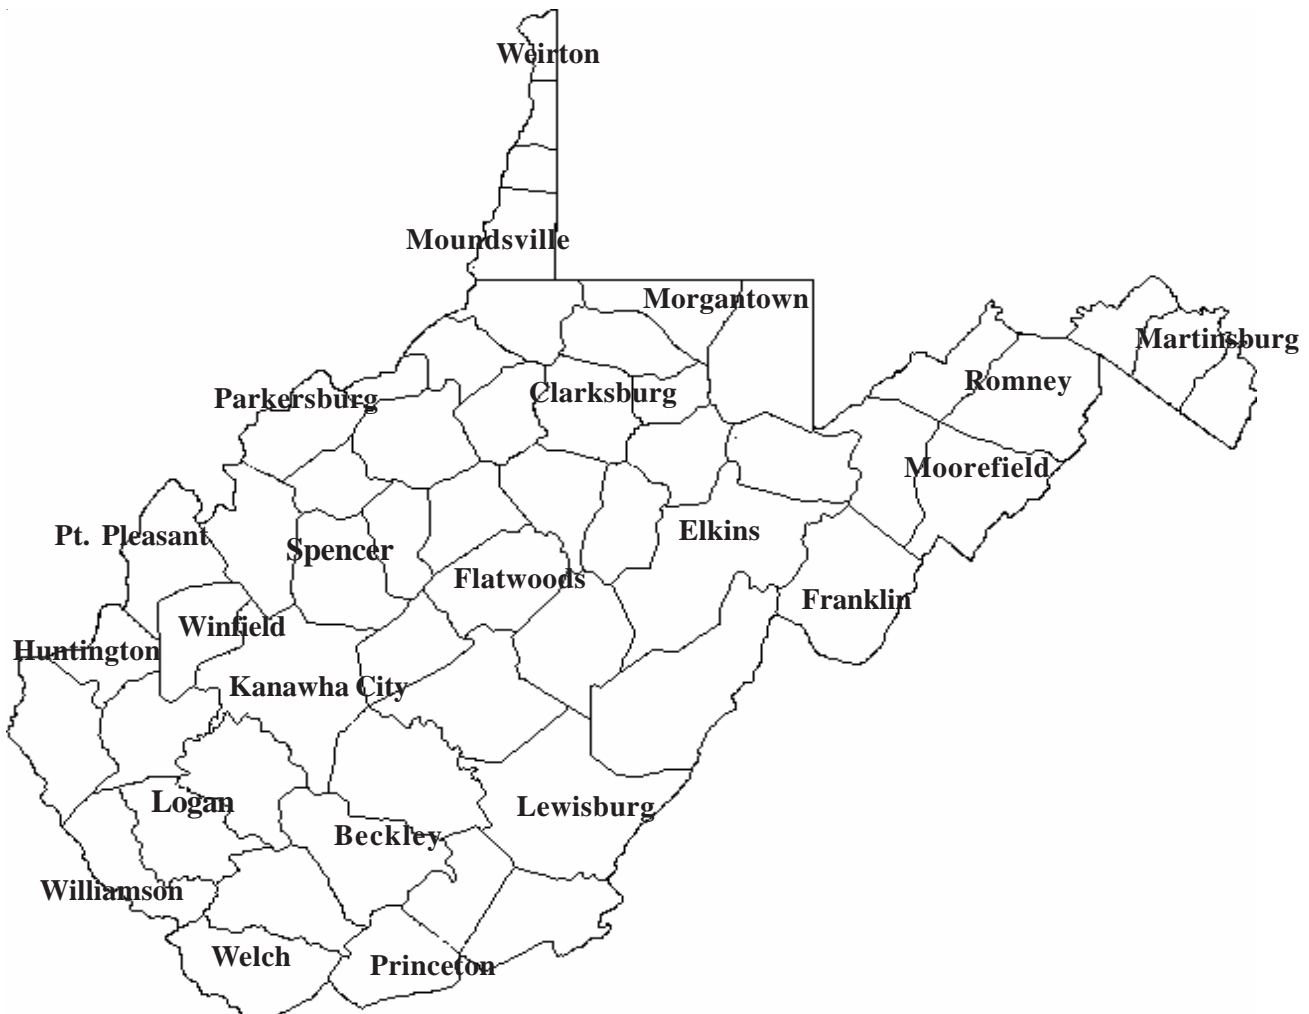 Weirton
Moundsville
Morgantown
Martinsburg
Romney
Clarksburg
Parkersburg
Moorefield
Elkins
Pt. Pleasant
Spencer
Flatwoods
Franklin
Winfield
Huntington
Kanawha City
Logan
Lewisburg
Beckley
Williamson
Welch
Princeton